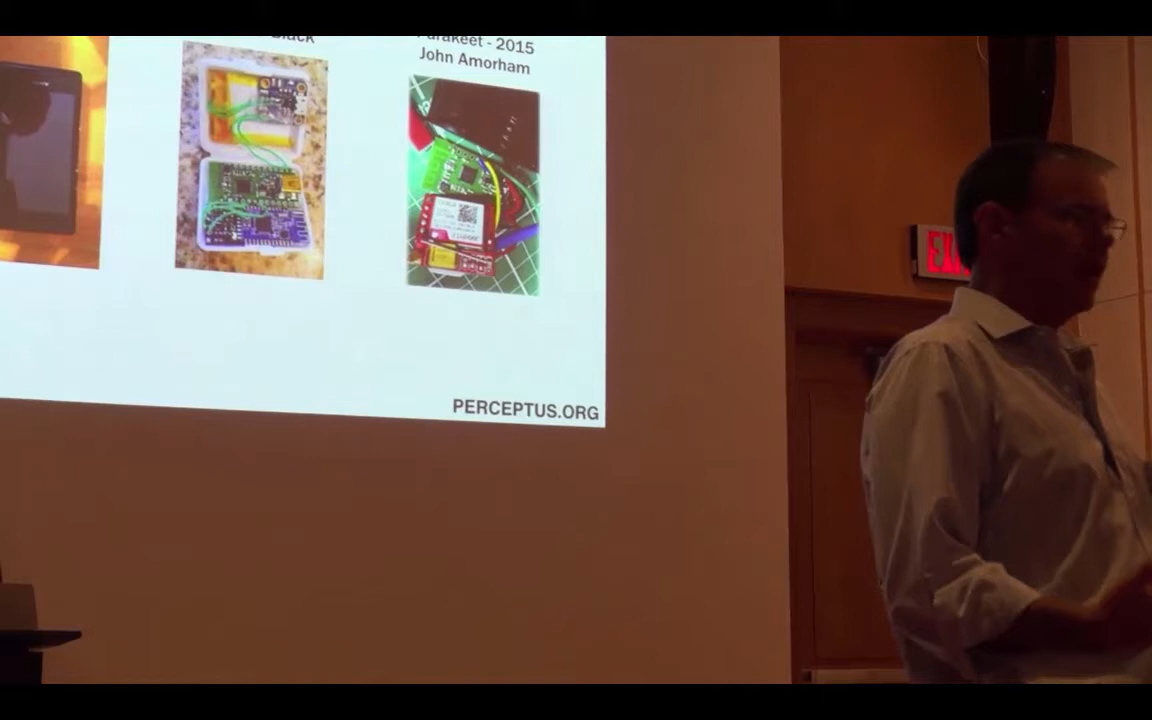 Black
Parakeet - 2015
John Amorham
EXIT
PERCEPTUS.ORG